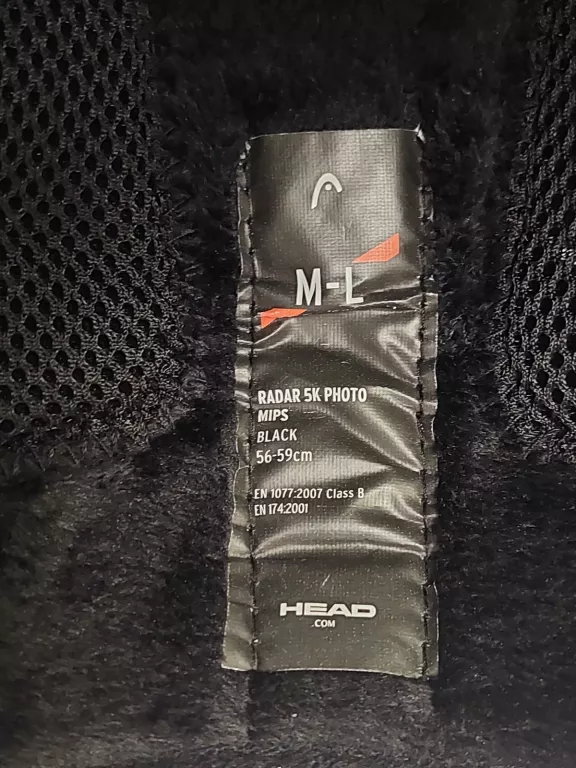 M-L
RADAR 5K PHOTO
MIPS
BLACK
56-59cm
EN 1077:2007 Class B
EN 174:2001
HEAD
.COM